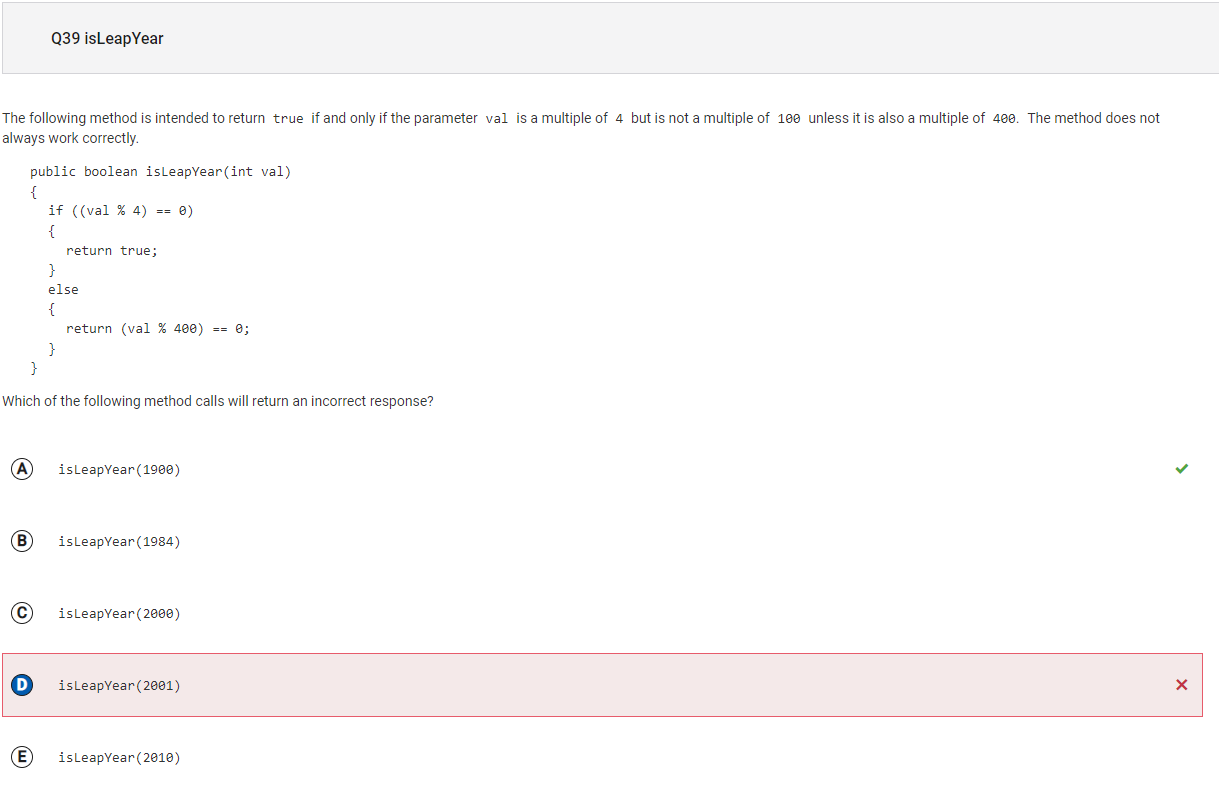 Q39 isLeapYear
The following method is intended to return true if and only if the parameter val is a multiple of 4 but is not a multiple of 100 unless it is also a multiple of 400. The method does not
always work correctly.
public boolean isLeapYear(int val)
{
if ((val % 4) == 0)
{
return true;
}
else
{
return (val % 400) == 0;
}
}
Which of the following method calls will return an incorrect response?
A isLeapYear(1900)
B isLeapYear(1984)
C isLeapYear(2000)
D isLeapYear(2001)
E isLeapYear(2010)